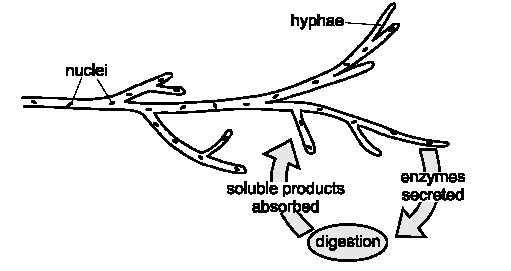 hyphae
nuclei
enzymes
secreted
soluble products
absorbed
digestion